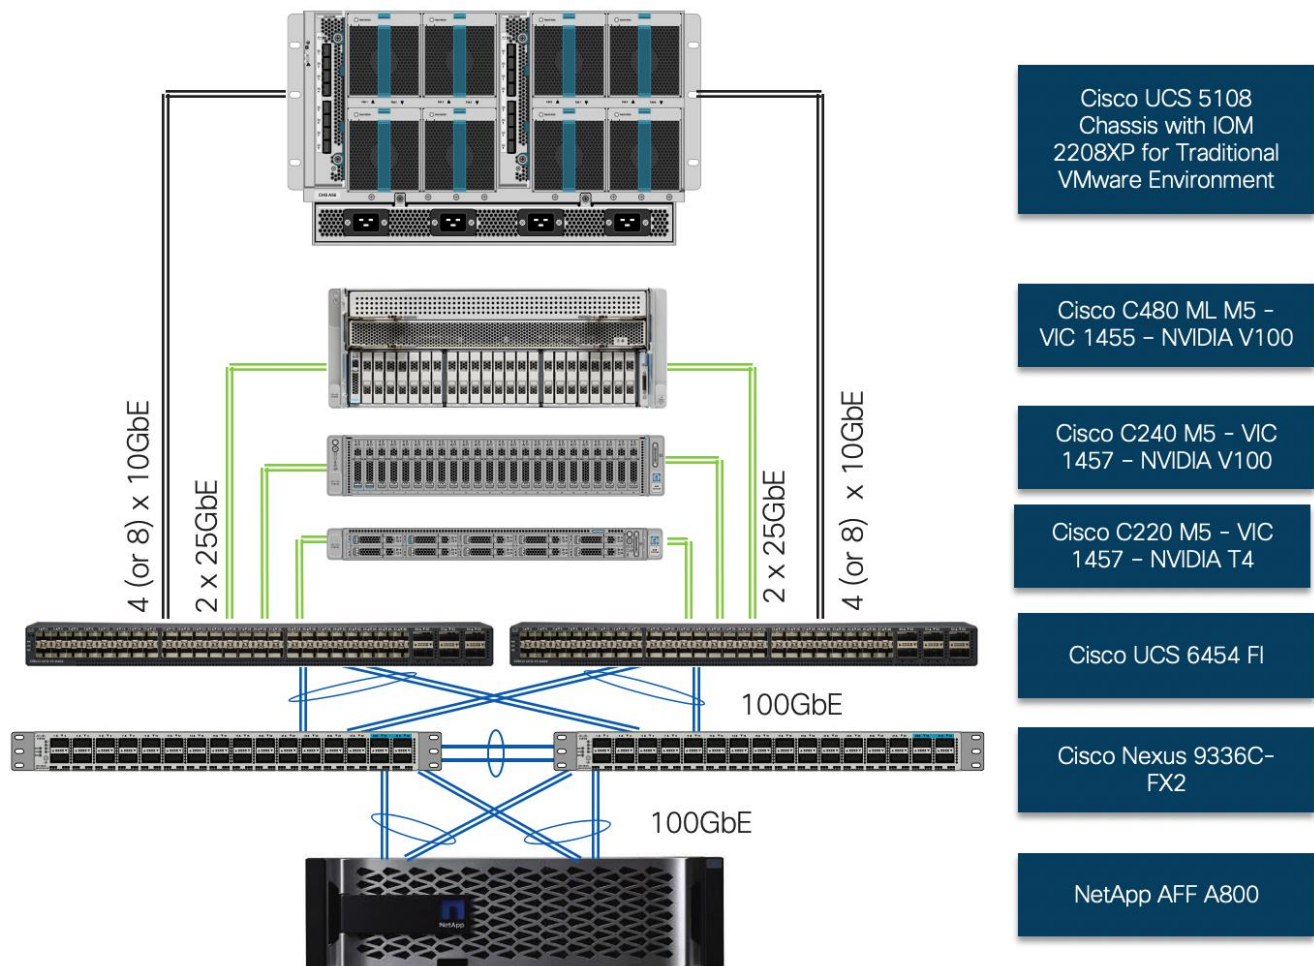 Cisco UCS 5108
Chassis with IOM
2208XP for Traditional
VMware Environment
Cisco C480 ML M5 –
VIC 1455 – NVIDIA V100
Cisco C240 M5 – VIC
1457 – NVIDIA V100
Cisco C220 M5 – VIC
1457 – NVIDIA T4
4 (or 8) x 10GbE
2 x 25GbE
2 x 25GbE
4 (or 8) x 10GbE
Cisco UCS 6454 FI
100GbE
Cisco Nexus 9336C-
FX2
100GbE
NetApp AFF A800
NetApp